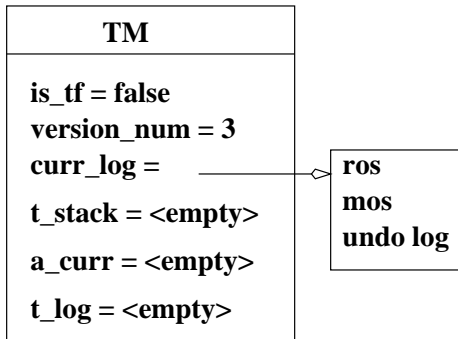 TM
is_tf = false
version_num = 3
curr_log =
t_stack = <empty>
a_curr = <empty>
t_log = <empty>
ros
mos
undo log